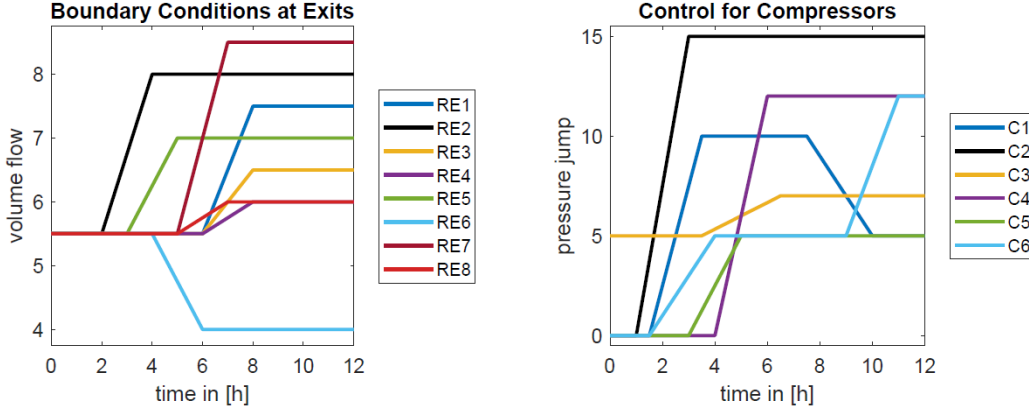 Boundary Conditions at Exits
volume flow
8
7
6
5
4
0 2 4 6 8 10 12
time in [h]
RE1
RE2
RE3
RE4
RE5
RE6
RE7
RE8
Control for Compressors
pressure jump
15
10
5
0
0 2 4 6 8 10 12
time in [h]
C1
C2
C3
C4
C5
C6